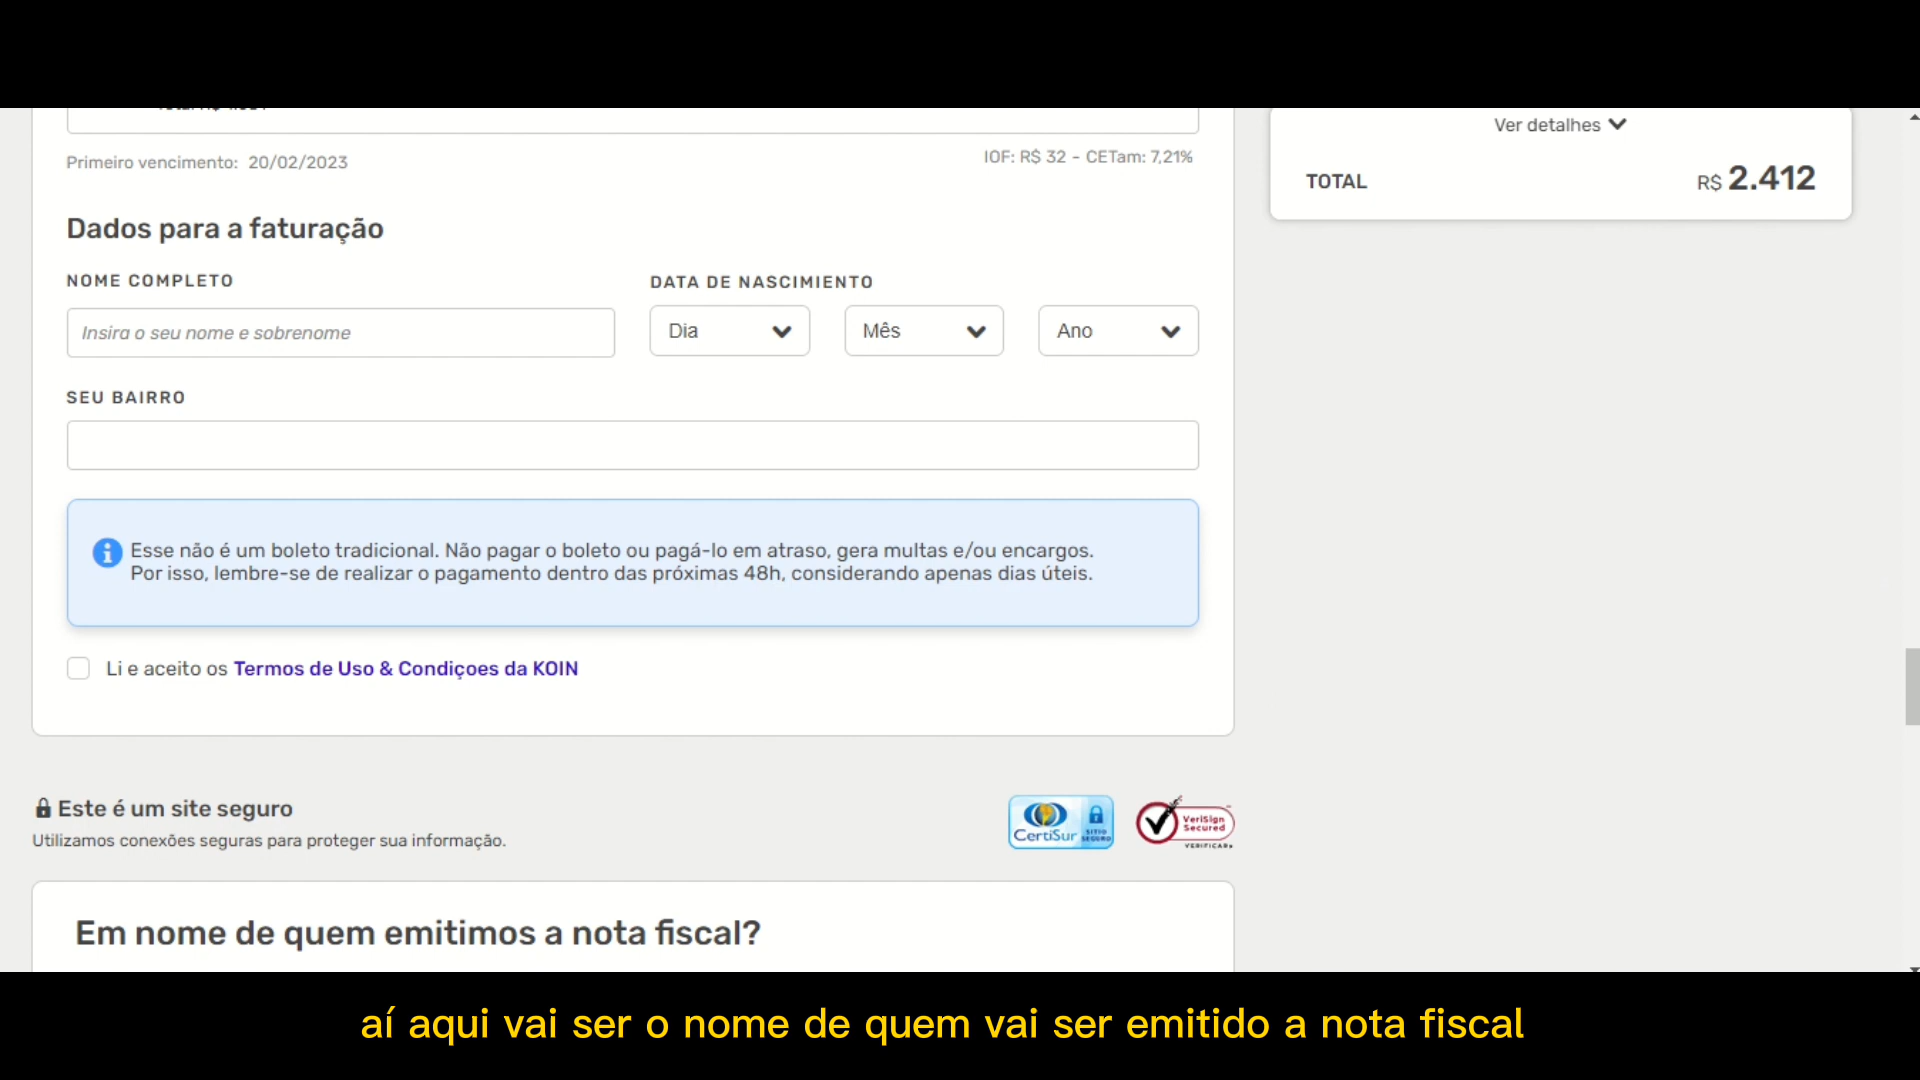 Ver detalhes
Primeiro vencimento: 20/02/2023
IOF: R$ 32 - CETam: 7,21%
TOTAL
R$ 2.412
Dados para a faturação
NOME COMPLETO
DATA DE NASCIMIENTO
Insira o seu nome e sobrenome
Dia
Mês
Ano
SEU BAIRRO
Esse não é um boleto tradicional. Não pagar o boleto ou pagá-lo em atraso, gera multas e/ou encargos.
Por isso, lembre-se de realizar o pagamento dentro das próximas 48h, considerando apenas dias úteis.
Li e aceito os Termos de Uso & Condiçoes da KOIN
Este é um site seguro
Utilizamos conexões seguras para proteger sua informação.
CertiSur
SITIO
SEGURO
VeriSign
Secured
VERIFICAR
Em nome de quem emitimos a nota fiscal?
aí aqui vai ser o nome de quem vai ser emitido a nota fiscal